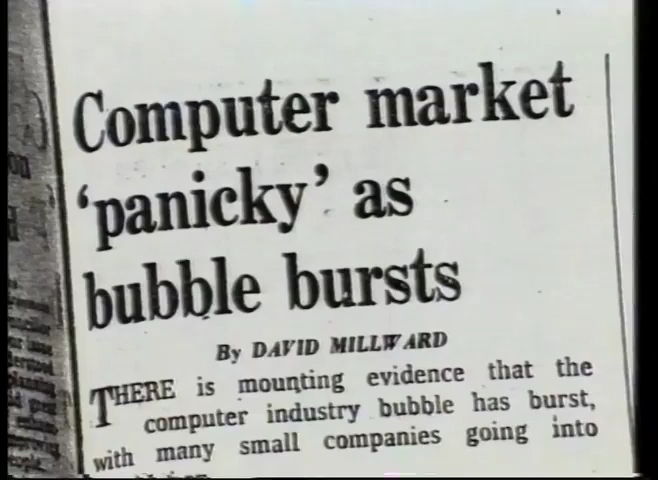 Computer market
‘panicky’ as
bubble bursts
By DAVID MILLWARD
THERE is mounting evidence that the
computer industry bubble has burst,
with many small companies going into